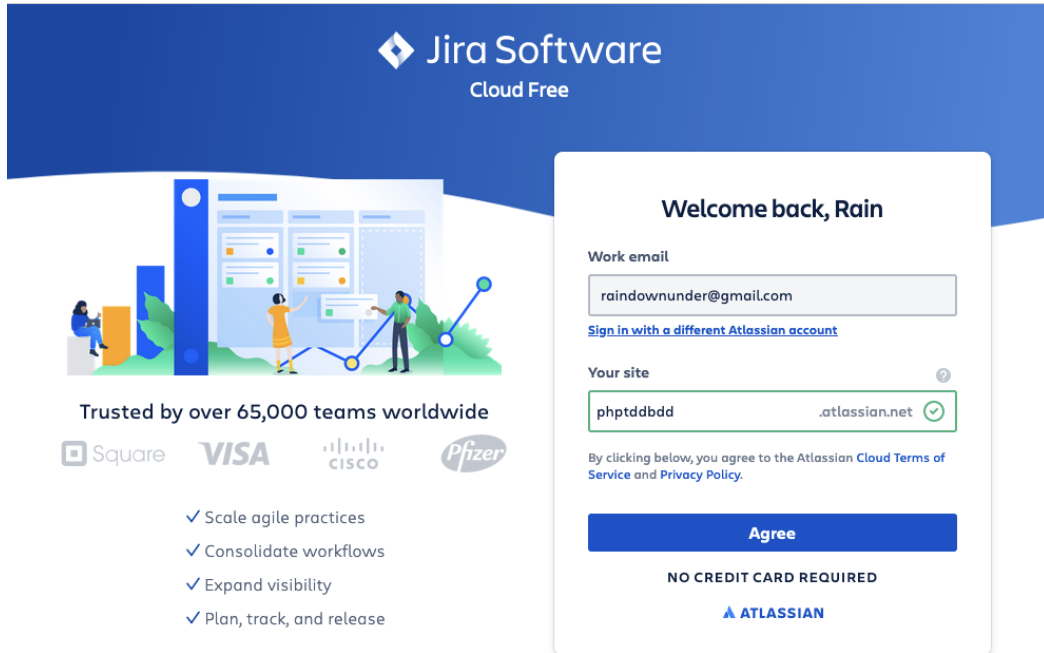 Jira Software
Cloud Free
Trusted by over 65,000 teams worldwide
Square
VISA
CISCO
Pfizer
Scale agile practices
Consolidate workflows
Expand visibility
Plan, track, and release
Welcome back, Rain
Work email
raindownunder@gmail.com
Sign in with a different Atlassian account
Your site
?
phptddbdd .atlassian.net
By clicking below, you agree to the Atlassian Cloud Terms of
Service and Privacy Policy.
Agree
NO CREDIT CARD REQUIRED
ATLASSIAN